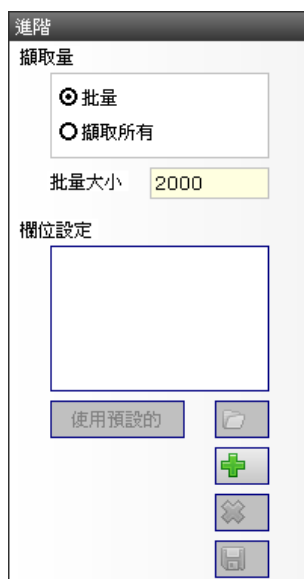 進階
擷取量
批量
擷取所有
批量大小 2000
欄位設定
使用預設的